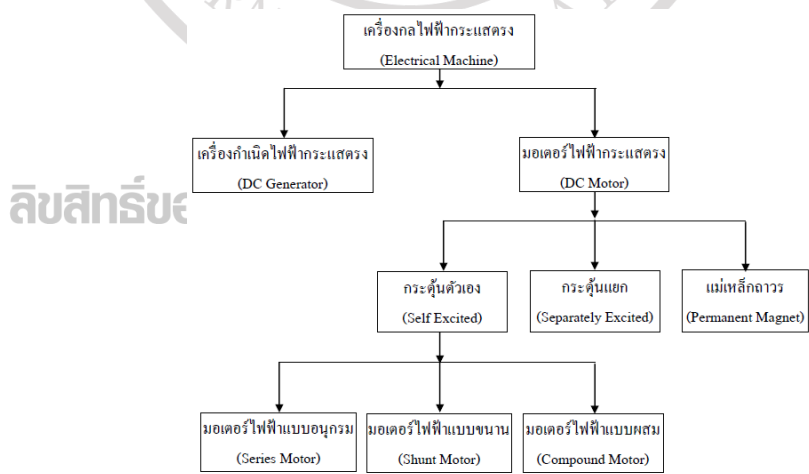 เครื่องกลไฟฟ้ากระแสตรง
(Electrical Machine)
เครื่องกำเนิดไฟฟ้ากระแสตรง
(DC Generator)
มอเตอร์ไฟฟ้ากระแสตรง
(DC Motor)
ลิขสิทธิ์ขอ
กระตุ้นตัวเอง
(Self Excited)
กระตุ้นแยก
(Separately Excited)
แม่เหล็กถาวร
(Permanent Magnet)
มอเตอร์ไฟฟ้าแบบอนุกรม
(Series Motor)
มอเตอร์ไฟฟ้าแบบขนาน
(Shunt Motor)
มอเตอร์ไฟฟ้าแบบผสม
(Compound Motor)